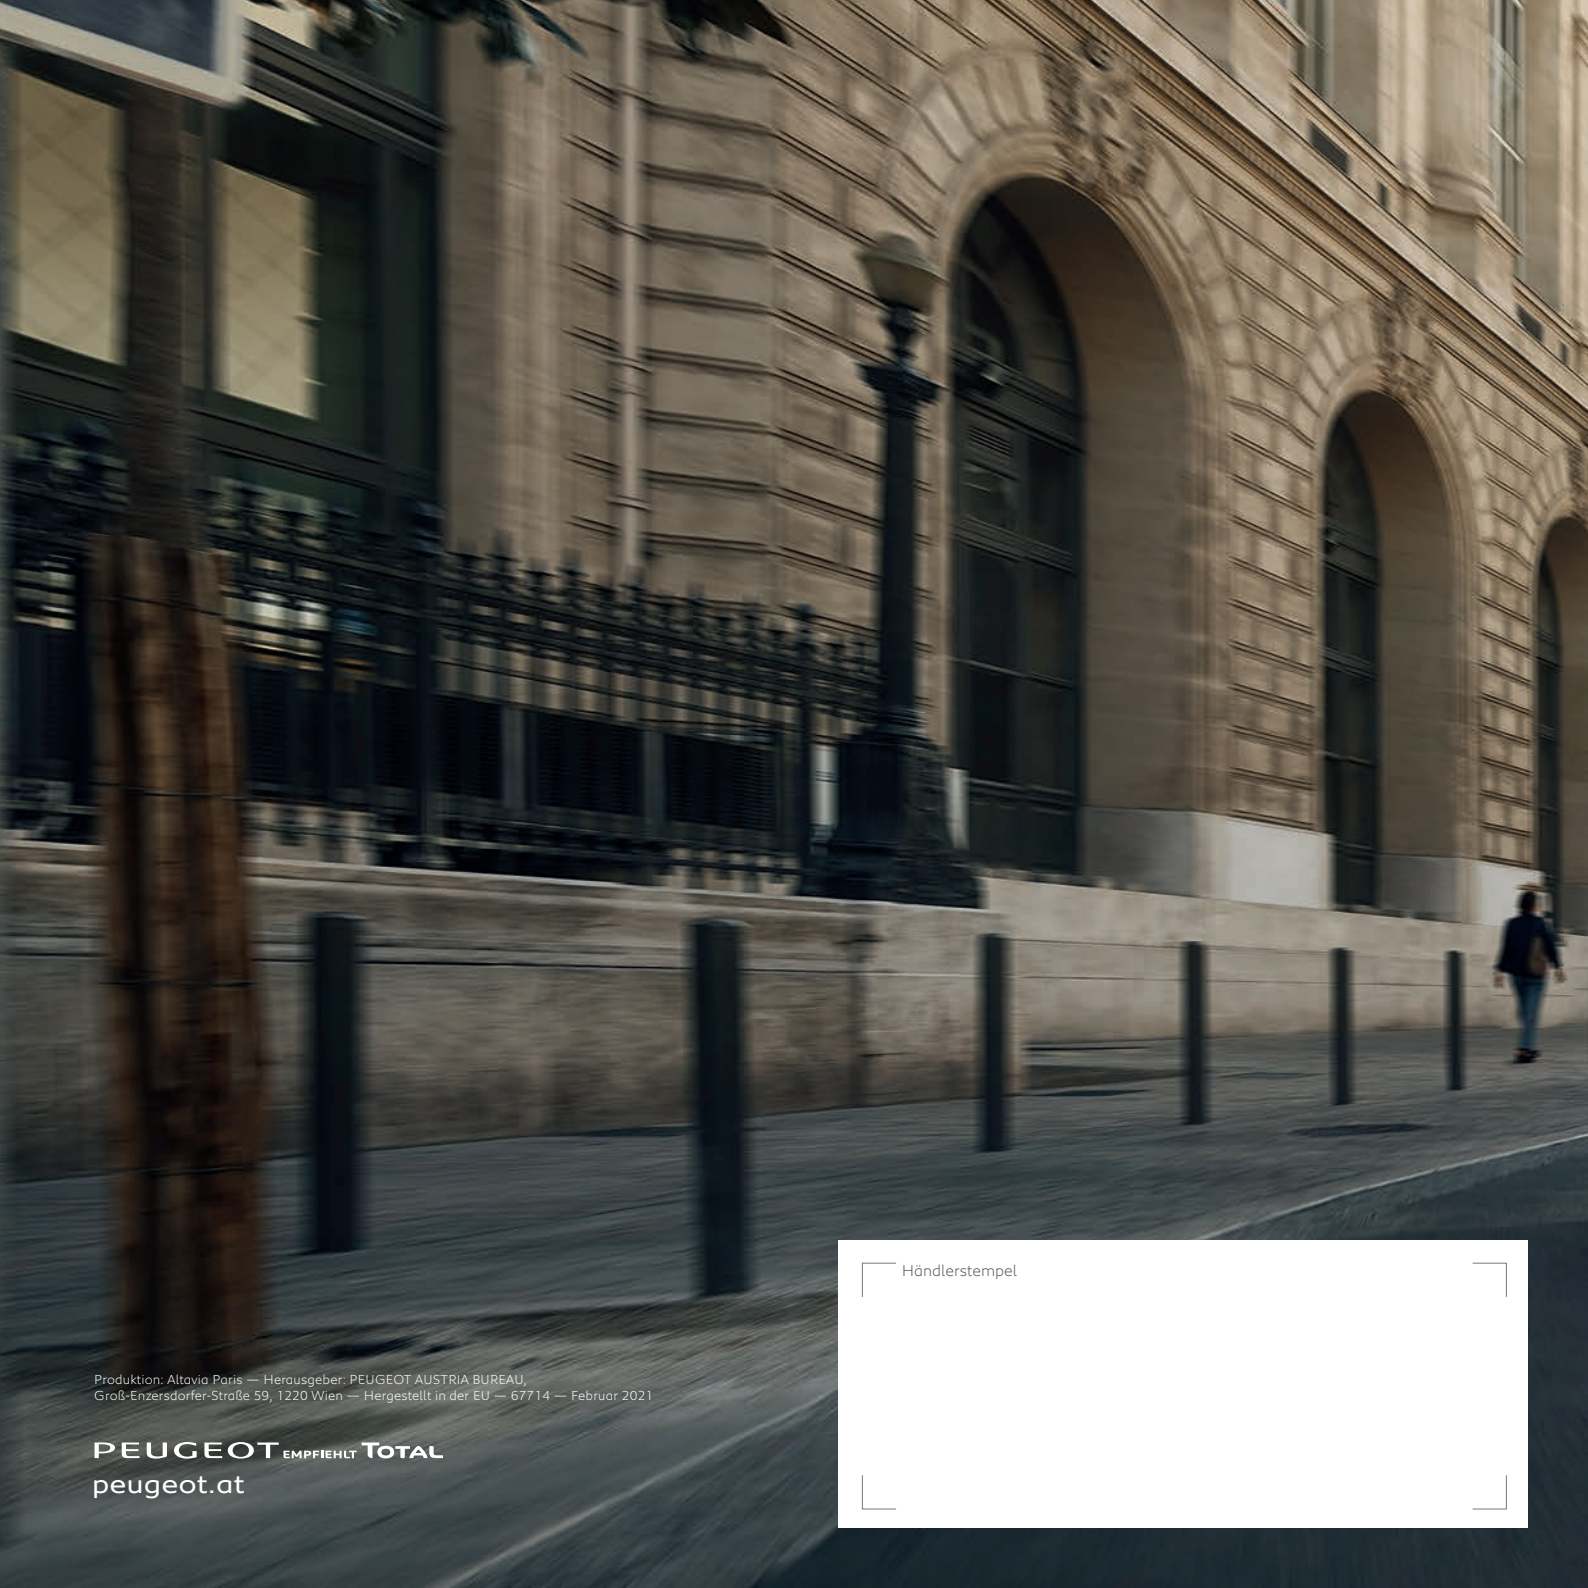 Händlerstempel
Produktion: Altavia Paris — Herausgeber: PEUGEOT AUSTRIA BUREAU,
Groß-Enzersdorfer-Straße 59, 1220 Wien — Hergestellt in der EU — 67714 — Februar 2021
PEUGEOT EMPFIEHLT TOTAL
peugeot.at